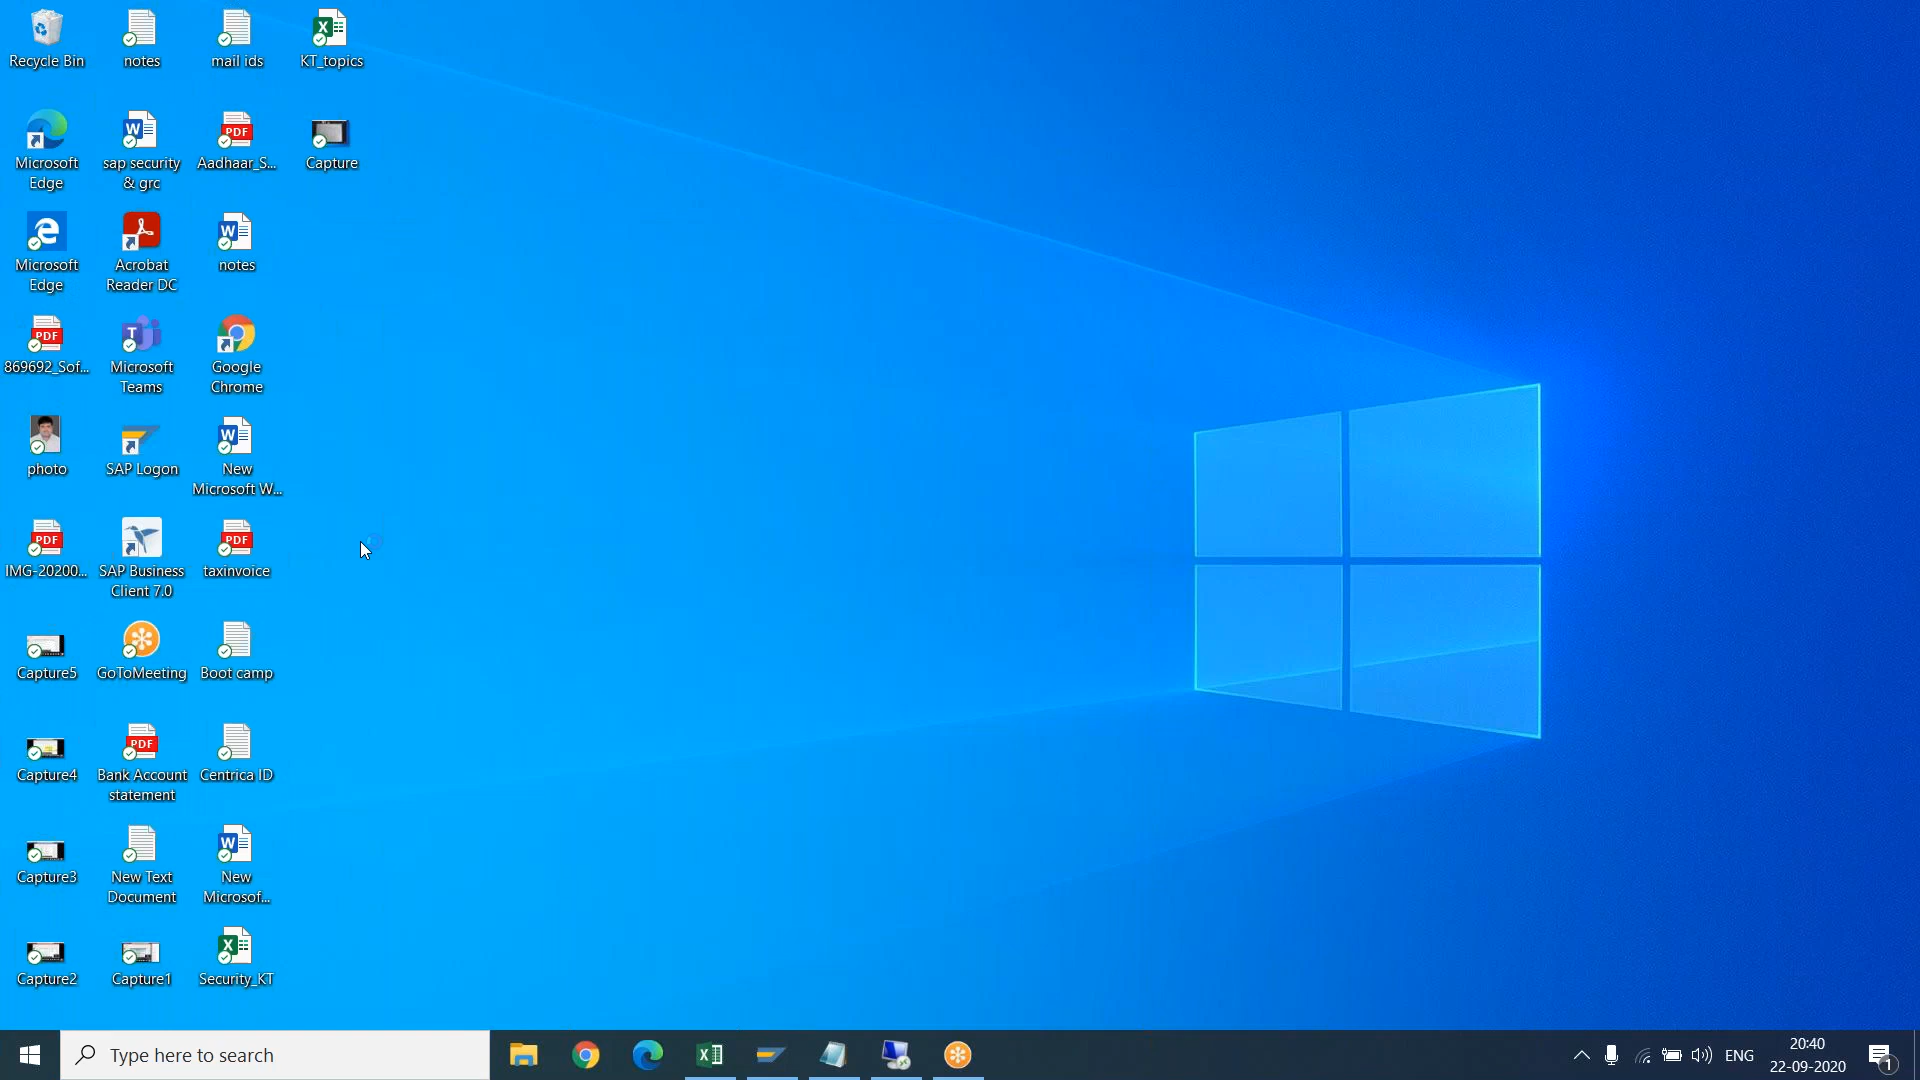 Recycle Bin
notes
mail ids
KT_topics
Microsoft
Edge
sap security
& grc
Aadhaar_S...
Capture
Microsoft
Edge
Acrobat
Reader DC
notes
869692_Sof...
Microsoft
Teams
Google
Chrome
photo
SAP Logon
New
Microsoft W...
IMG-20200...
SAP Business
Client 7.0
taxinvoice
Capture5
GoToMeeting
Boot camp
Capture4
Bank Account
statement
Centrica ID
Capture3
New Text
Document
New
Microsof...
Capture2
Capture1
Security_KT
Type here to search
ENG
20:40
22-09-2020
1